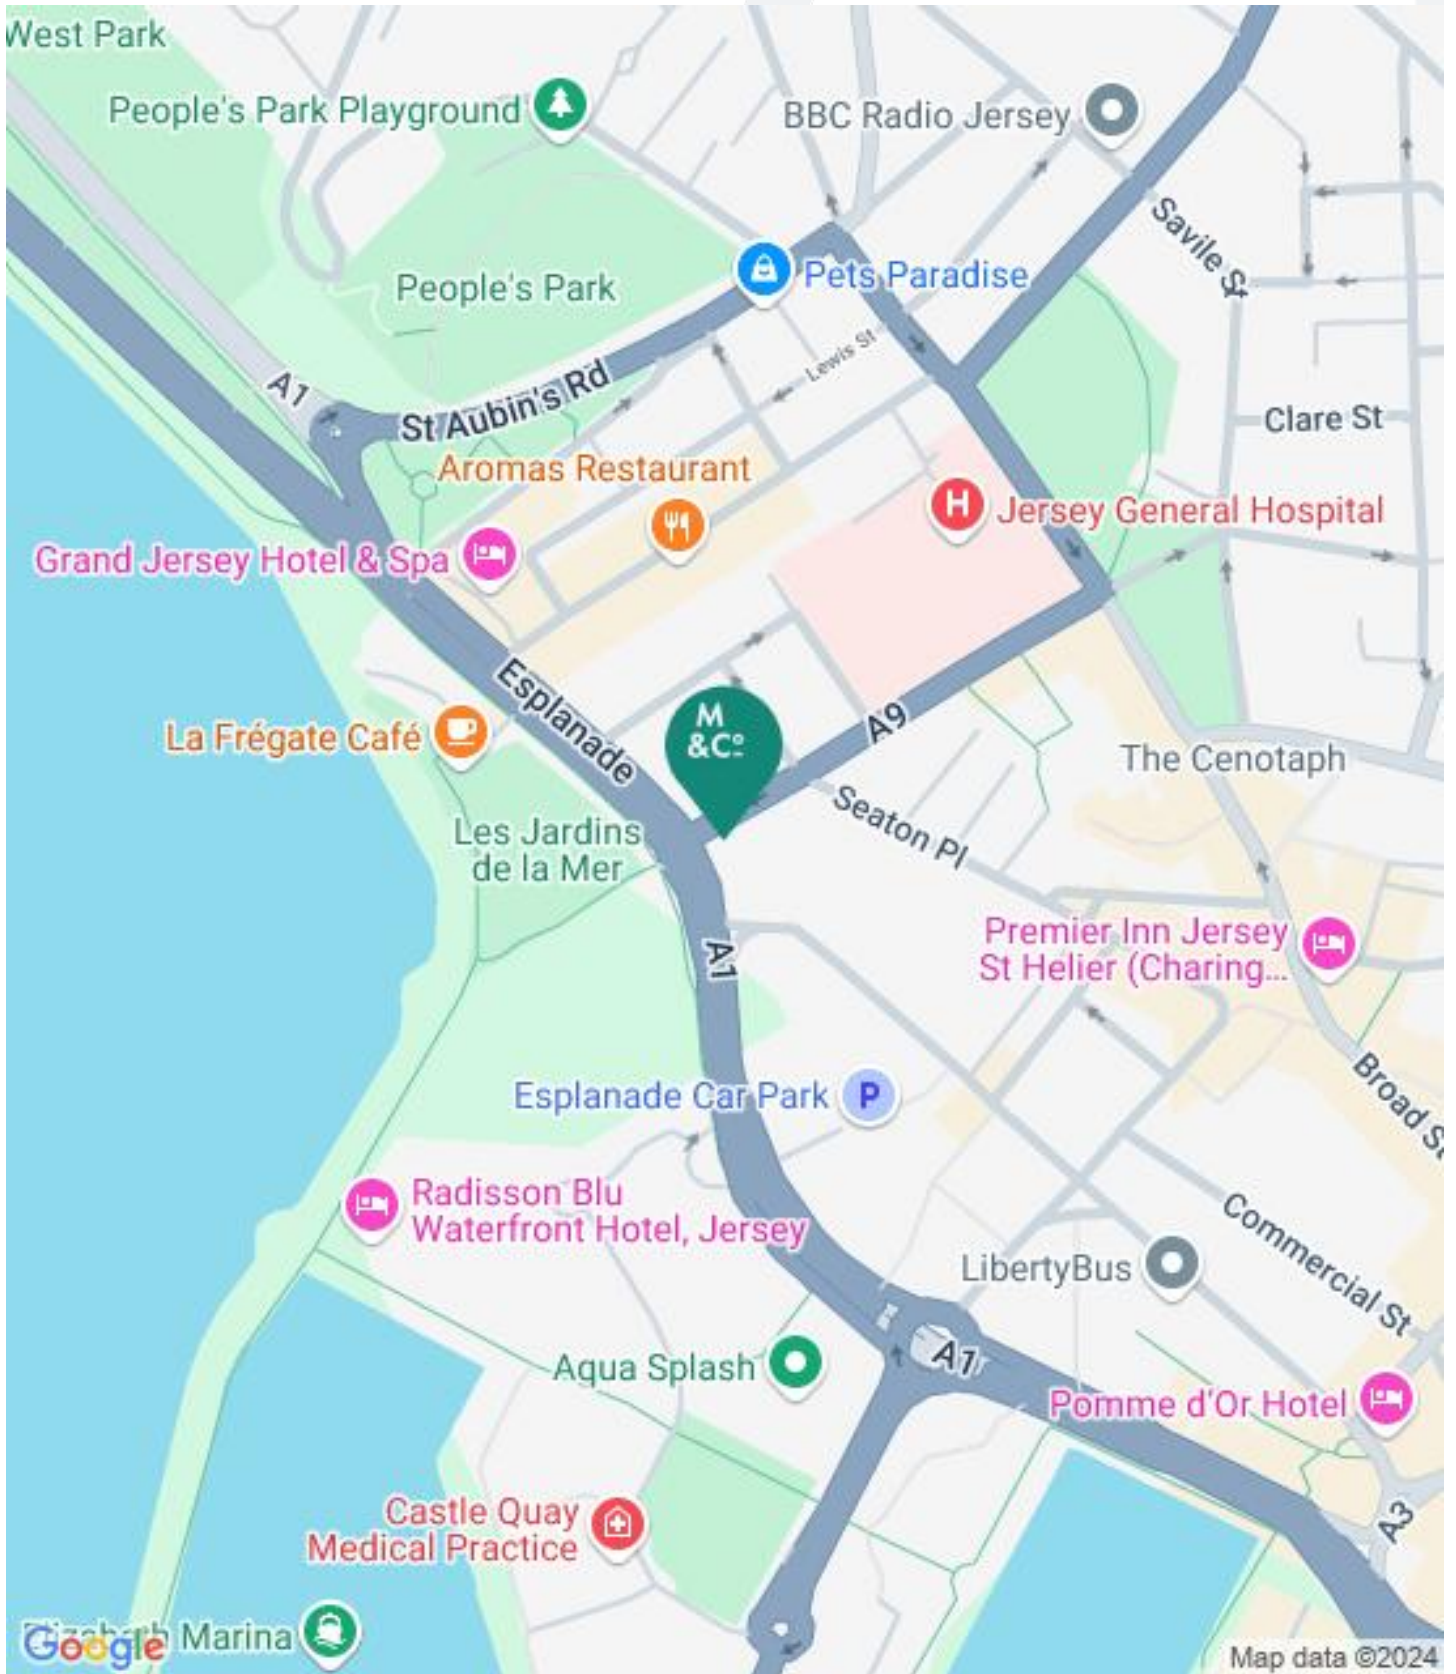 West Park
People's Park Playground
BBC Radio Jersey
Savile St
People's Park
Pets Paradise
Lewis St
A1
St Aubin's Rd
Clare St
Aromas Restaurant
H
Jersey General Hospital
Grand Jersey Hotel & Spa
Esplanade
M
&Co
A9
La Frégate Café
The Cenotaph
Seaton Pl
Les Jardins
de la Mer
A1
Premier Inn Jersey
St Helier (Charing...
Esplanade Car Park
P
Broad St
Radisson Blu
Waterfront Hotel, Jersey
Commercial St
LibertyBus
Aqua Splash
A1
Pomme d'Or Hotel
Castle Quay
Medical Practice
A3
Elizabeth Marina
Google
Map data ©2024